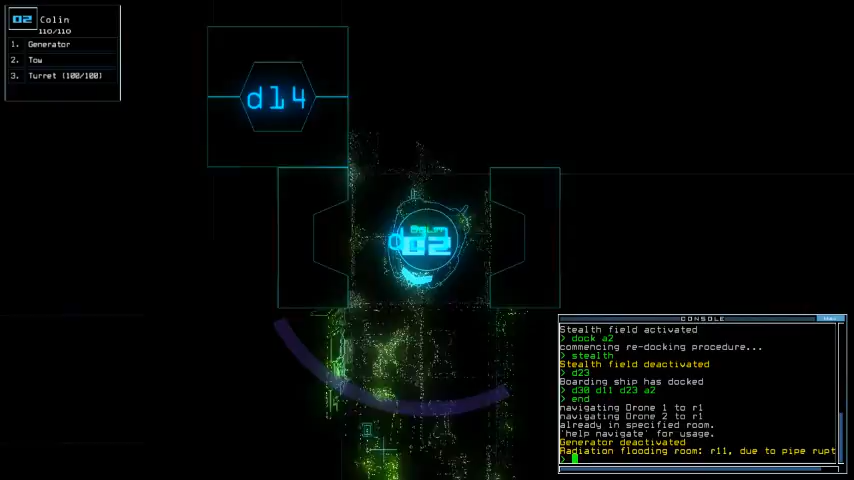 02 Colin
110/110
1. Generator
2. Tow
3. Turret (100/100)
d14
02
CONSOLE
Stealth field activated
> dock a2
commencing re-docking procedure...
> stealth
Stealth field deactivated
> d23
Boarding ship has docked
> d30 d11 d23 a2
> end
navigating Drone 1 to r1
navigating Drone 2 to r1
already in specified room.
'help navigate' for usage.
Generator deactivated
Radiation flooding room: r11, due to pipe rupt
>